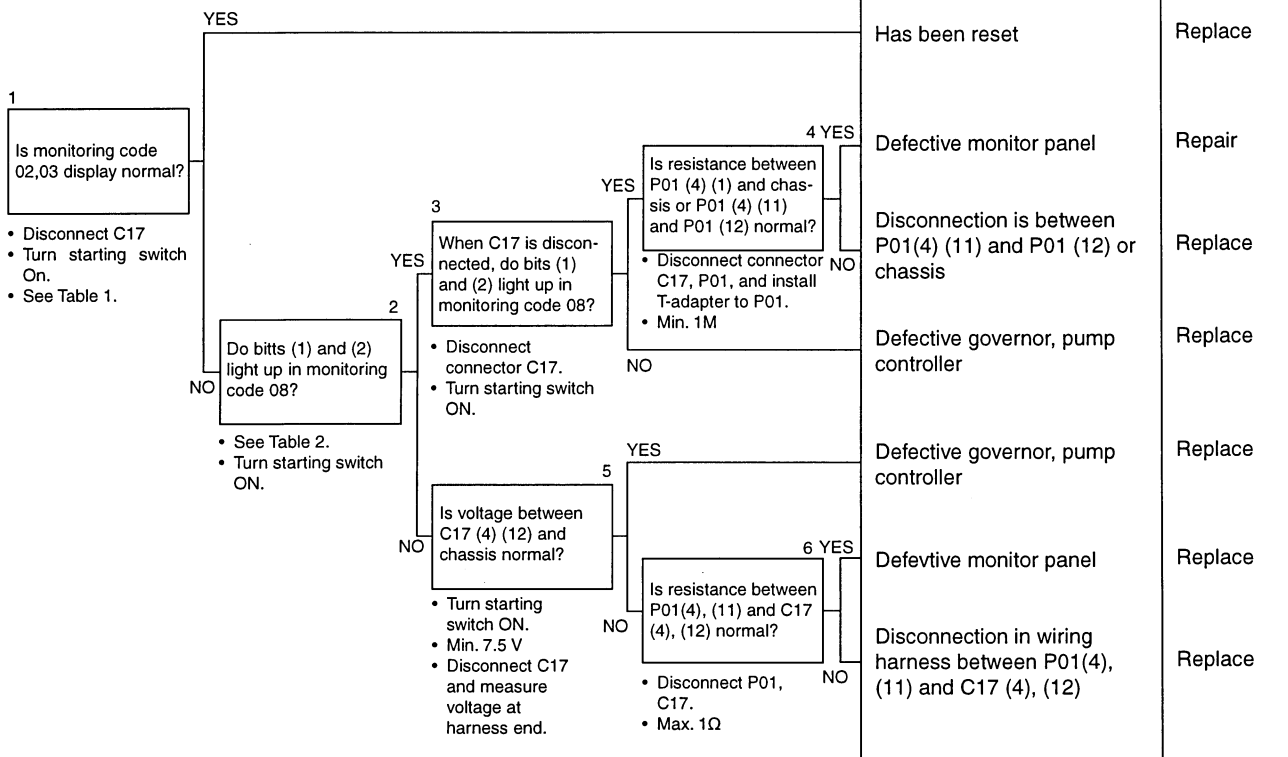 YES
Has been reset
Replace
1
Is monitoring code
02,03 display normal?
• Disconnect C17
• Turn starting switch
On.
• See Table 1.
NO
2
Do bitts (1) and (2)
light up in monitoring
code 08?
• See Table 2.
• Turn starting switch
ON.
YES
3
When C17 is discon-
nected, do bits (1)
and (2) light up in
monitoring code 08?
• Disconnect
connector C17.
• Turn starting switch
ON.
YES
4 YES
Is resistance between
P01 (4) (1) and chas-
sis or P01 (4) (11)
and P01 (12) normal?
• Disconnect connector
C17, P01, and install
T-adapter to P01.
• Min. 1M
Defective monitor panel
Repair
NO
Disconnection is between
P01(4) (11) and P01 (12) or
chassis
Replace
NO
Defective governor, pump
controller
Replace
NO
5
Is voltage between
C17 (4) (12) and
chassis normal?
• Turn starting
switch ON.
• Min. 7.5 V
• Disconnect C17
and measure
voltage at
harness end.
YES
Defective governor, pump
controller
Replace
NO
6 YES
Is resistance between
P01(4), (11) and C17
(4), (12) normal?
• Disconnect P01,
C17.
• Max. 1Ω
Defevtive monitor panel
Replace
NO
Disconnection in wiring
harness between P01(4),
(11) and C17 (4), (12)
Replace